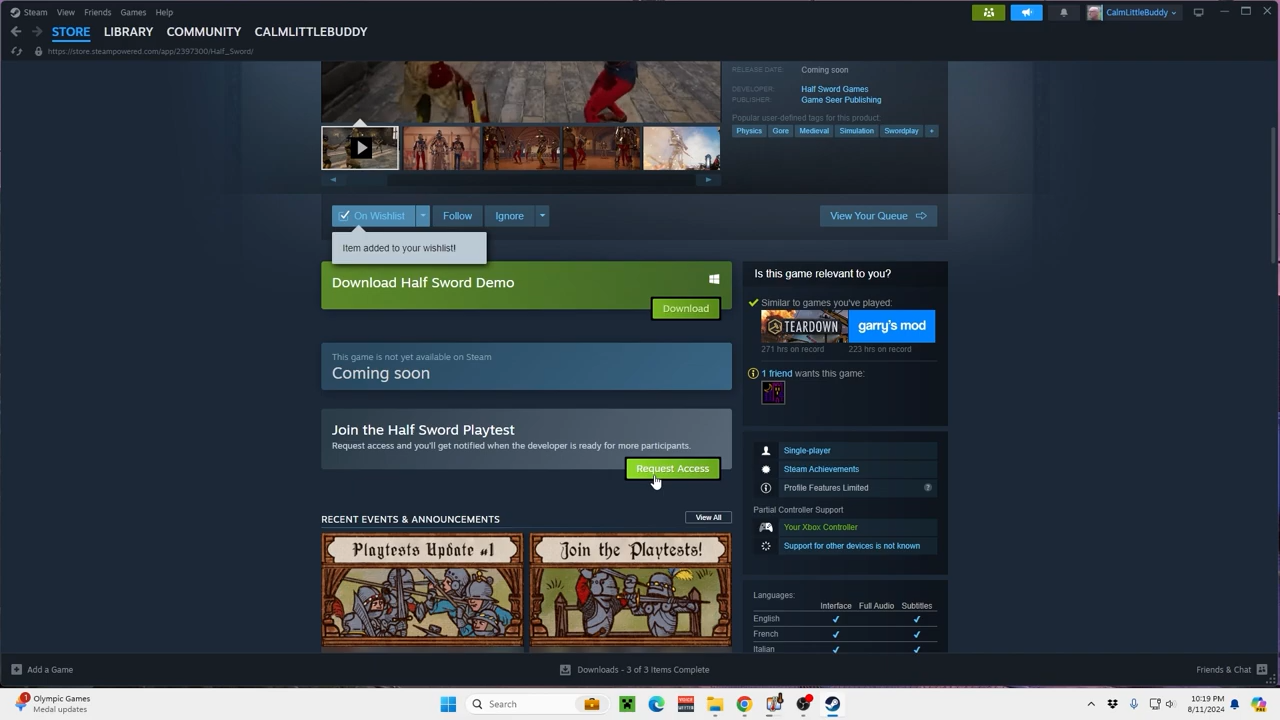 Steam View Friends Games Help
CalmLittleBuddy
STORE LIBRARY COMMUNITY CALMLITTLEBUDDY
https://store.steampowered.com/app/2397300/Half_Sword/
RELEASE DATE: Coming soon
DEVELOPER: Half Sword Games
PUBLISHER: Game Seer Publishing
Popular user-defined tags for this product:
Physics Gore Medieval Simulation Swordplay +
On Wishlist Follow Ignore View Your Queue
Item added to your wishlist!
Download Half Sword Demo
Download
This game is not yet available on Steam
Coming soon
Join the Half Sword Playtest
Request access and you'll get notified when the developer is ready for more participants.
Request Access
RECENT EVENTS & ANNOUNCEMENTS View All
Playtests Update #1 Join the Playtests!
Is this game relevant to you?
Similar to games you've played:
TEARDOWN garry's mod
271 hrs on record 223 hrs on record
1 friend wants this game:
Single-player
Steam Achievements
Profile Features Limited ?
Partial Controller Support
Your Xbox Controller
Support for other devices is not known
Languages:
Interface Full Audio Subtitles
English
French
Italian
Add a Game Downloads - 3 of 3 Items Complete Friends & Chat
1 Olympic Games
Medal updates
Search
10:19 PM
8/11/2024